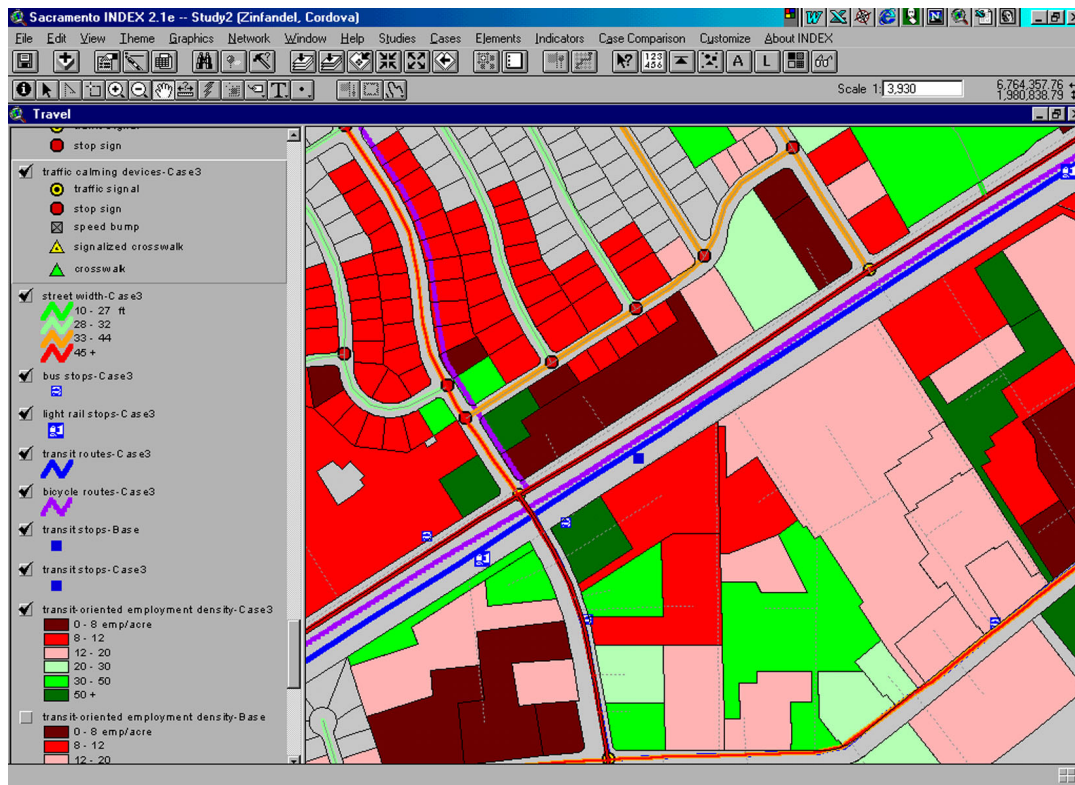 Sacramento INDEX 2.1e -- Study2 (Zinfandel, Cordova)
File Edit View Theme Graphics Network Window Help Studies Cases Elements Indicators Case Comparison Customize About INDEX
Scale 1: 3,930
6,764,357.76
1,980,838.79
Travel
stop sign
traffic calming devices-Case3
traffic signal
stop sign
speed bump
signalized crosswalk
crosswalk
street width-Case3
10 - 27 ft
28 - 32
33 - 44
45 +
bus stops-Case3
light rail stops-Case3
transit routes-Case3
bicycle routes-Case3
transit stops-Base
transit stops-Case3
transit-oriented employment density-Case3
0 - 8 emp/acre
8 - 12
12 - 20
20 - 30
30 - 50
50 +
transit-oriented employment density-Base
0 - 8 emp/acre
8 - 12
12 - 20